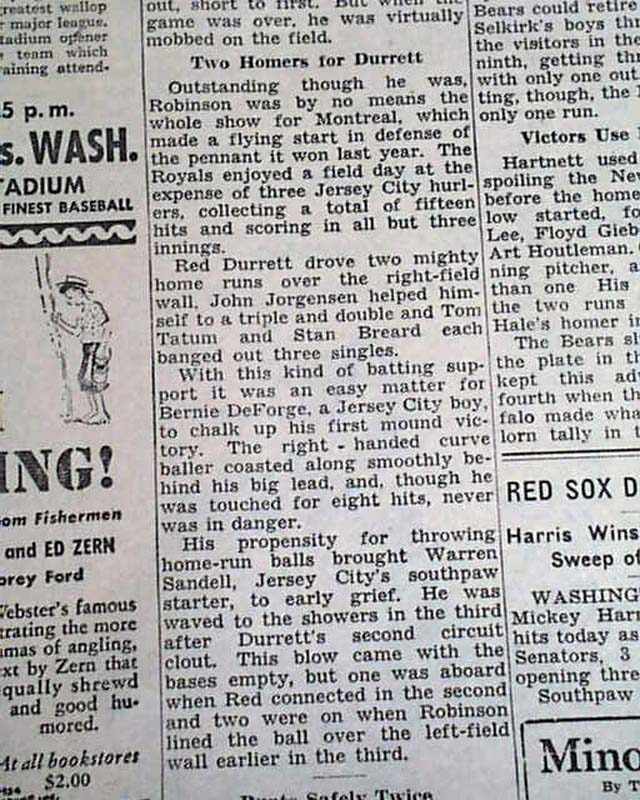 greatest wallop
r major league.
tadium opener
team which
raining attend-
5 p. m.
s. WASH.
TADIUM
FINEST BASEBALL
ING!
om Fishermen
and ED ZERN
orey Ford
Webster's famous
trating the more
amas of angling,
xt by Zern that
qually shrewd
and good hu-
mored.
At all bookstores
$2.00
out, short to first. But when the
game was over, he was virtually
mobbed on the field.
Two Homers for Durrett
Outstanding though he was,
Robinson was by no means the
whole show for Montreal, which
made a flying start in defense of
the pennant it won last year. The
Royals enjoyed a field day at the
expense of three Jersey City hurl-
ers, collecting a total of fifteen
hits and scoring in all but three
innings.
Red Durrett drove two mighty
home runs over the right-field
wall, John Jorgensen helped him-
self to a triple and double and Tom
Tatum and Stan Breard each
banged out three singles.
With this kind of batting sup-
port it was an easy matter for
Bernie DeForge, a Jersey City boy,
to chalk up his first mound vic-
tory. The right-handed curve
baller coasted along smoothly be-
hind his big lead, and, though he
was touched for eight hits, never
was in danger.
His propensity for throwing
home-run balls brought Warren
Sandell, Jersey City's southpaw
starter, to early grief. He was
waved to the showers in the third
after Durrett's second circuit
clout. This blow came with the
bases empty, but one was aboard
when Red connected in the second
and two were on when Robinson
lined the ball over the left-field
wall earlier in the third.
Safely Twice
Bears could retire
Selkirk's boys th
the visitors in the
ninth, getting thr
with only one out
ting, though, the
only one run.
Victors Use
Hartnett used
spoiling the Nev
before the home
low started, fo
Lee, Floyd Gieb
Art Houtleman.
ning pitcher, a
than one His
the two runs
Hale's homer in
The Bears sl
the plate in th
kept this ad
fourth when th
falo made wha
lorn tally in t
RED SOX D
Harris Wins
Sweep of
WASHING
Mickey Harr
hits today as
Senators, 3
opening thre
Southpaw
Mino
By T